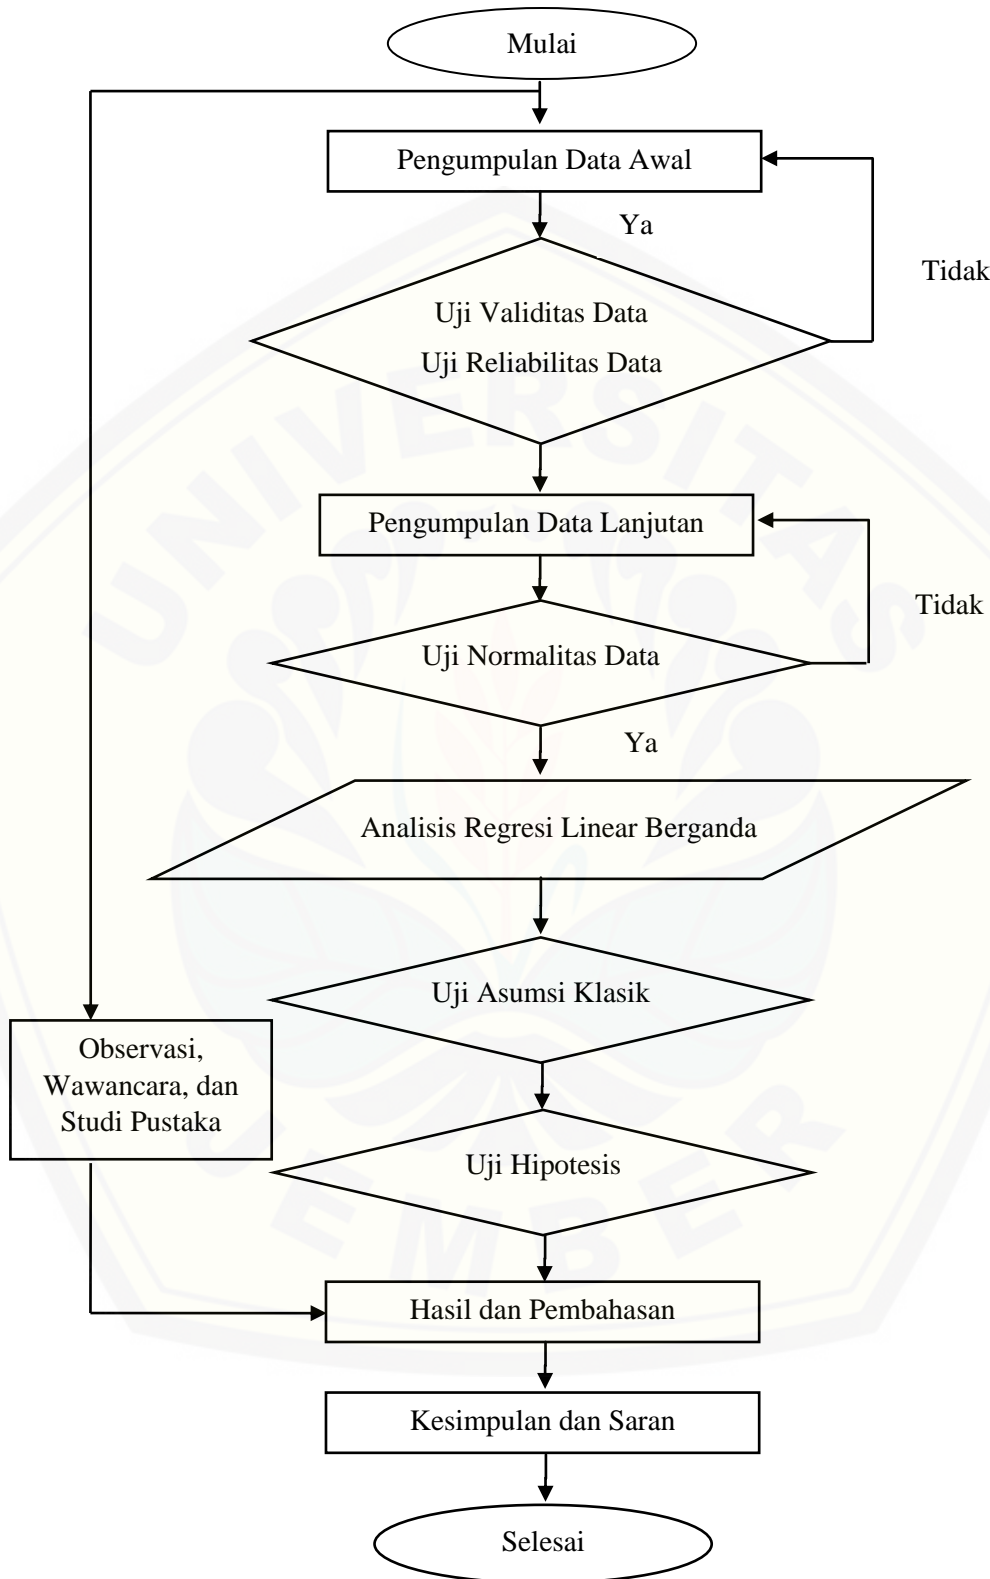 Mulai
Pengumpulan Data Awal
Ya
Tidak
Uji Validitas Data
Uji Reliabilitas Data
Pengumpulan Data Lanjutan
Tidak
Uji Normalitas Data
Ya
Analisis Regresi Linear Berganda
Uji Asumsi Klasik
Observasi,
Wawancara, dan
Studi Pustaka
Uji Hipotesis
Hasil dan Pembahasan
Kesimpulan dan Saran
Selesai
UNIVERSITAS
JEMBER